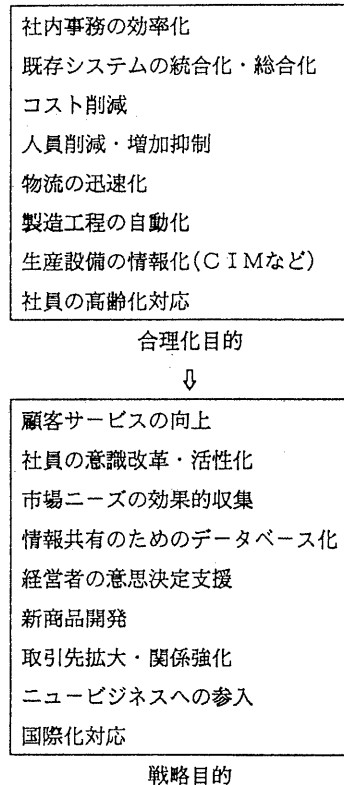 社内事務の効率化
既存システムの統合化・総合化
コスト削減
人員削減・増加抑制
物流の迅速化
製造工程の自動化
生産設備の情報化(CIMなど)
社員の高齢化対応
合理化目的
⇩
顧客サービスの向上
社員の意識改革・活性化
市場ニーズの効果的収集
情報共有のためのデータベース化
経営者の意思決定支援
新商品開発
取引先拡大・関係強化
ニュービジネスへの参入
国際化対応
戦略目的